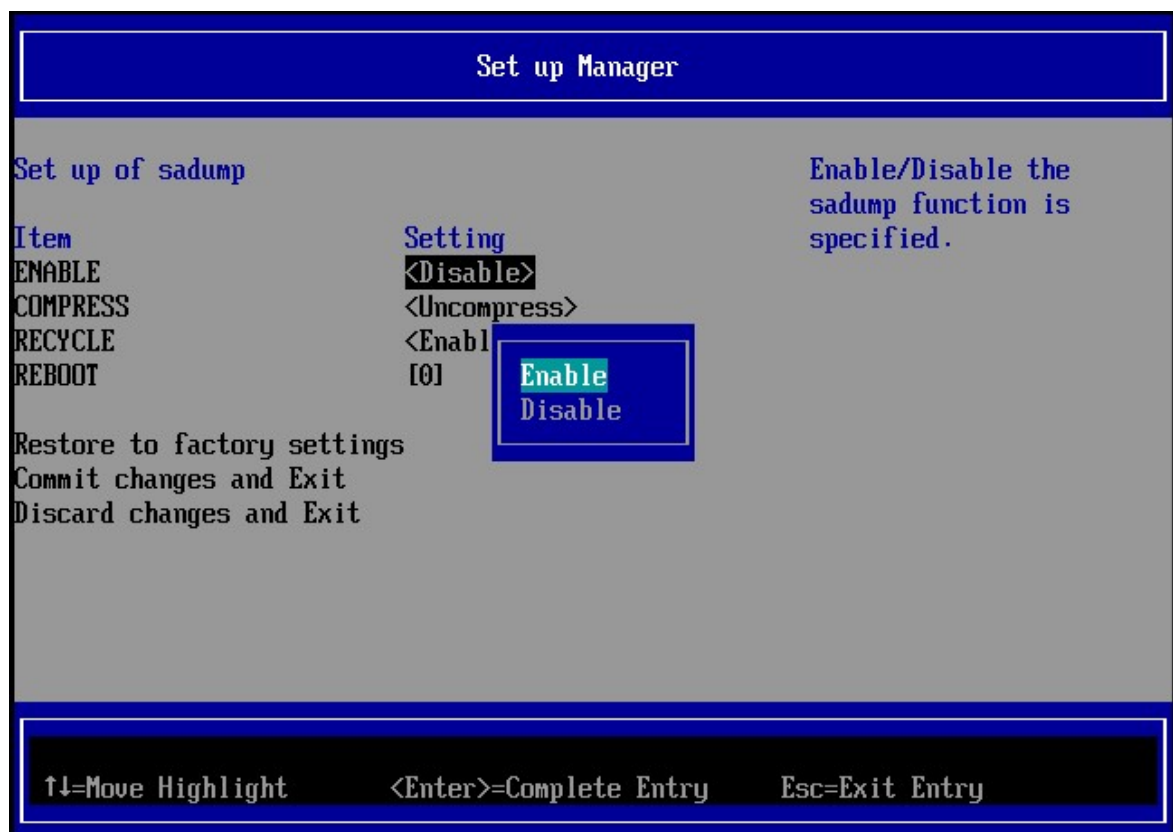 Set up Manager
Set up of sadump
Enable/Disable the
sadump function is
specified.
Item Setting
ENABLE <Disable>
COMPRESS <Uncompress>
RECYCLE <Enabl
REBOOT [0]
Enable
Disable
Restore to factory settings
Commit changes and Exit
Discard changes and Exit
↑↓=Move Highlight <Enter>=Complete Entry Esc=Exit Entry